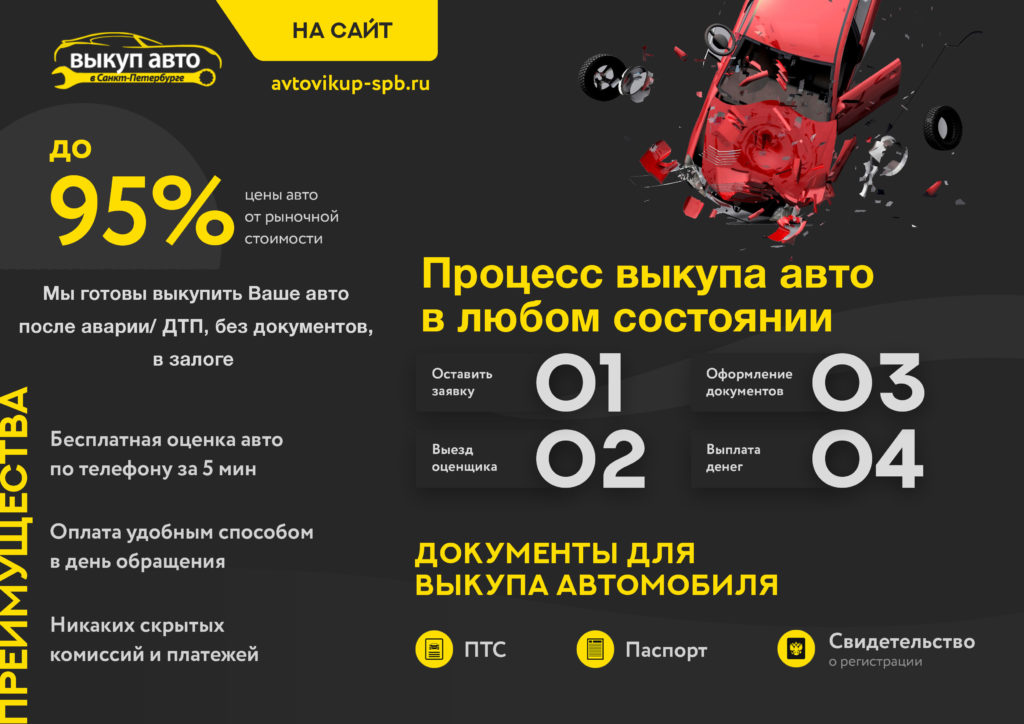 выкуп авто
в Санкт-Петербурге
НА САЙТ
avtovikup-spb.ru
до
95%
цены авто
от рыночной
стоимости
Мы готовы выкупить Ваше авто
после аварии/ ДТП, без документов,
в залоге
ПРЕИМУЩЕСТВА
Бесплатная оценка авто
по телефону за 5 мин
Оплата удобным способом
в день обращения
Никаких скрытых
комиссий и платежей
Процесс выкупа авто
в любом состоянии
Оставить
заявку
01
Выезд
оценщика
02
Оформление
документов
03
Выплата
денег
04
ДОКУМЕНТЫ ДЛЯ
ВЫКУПА АВТОМОБИЛЯ
ПТС
Паспорт
Свидетельство
о регистрации